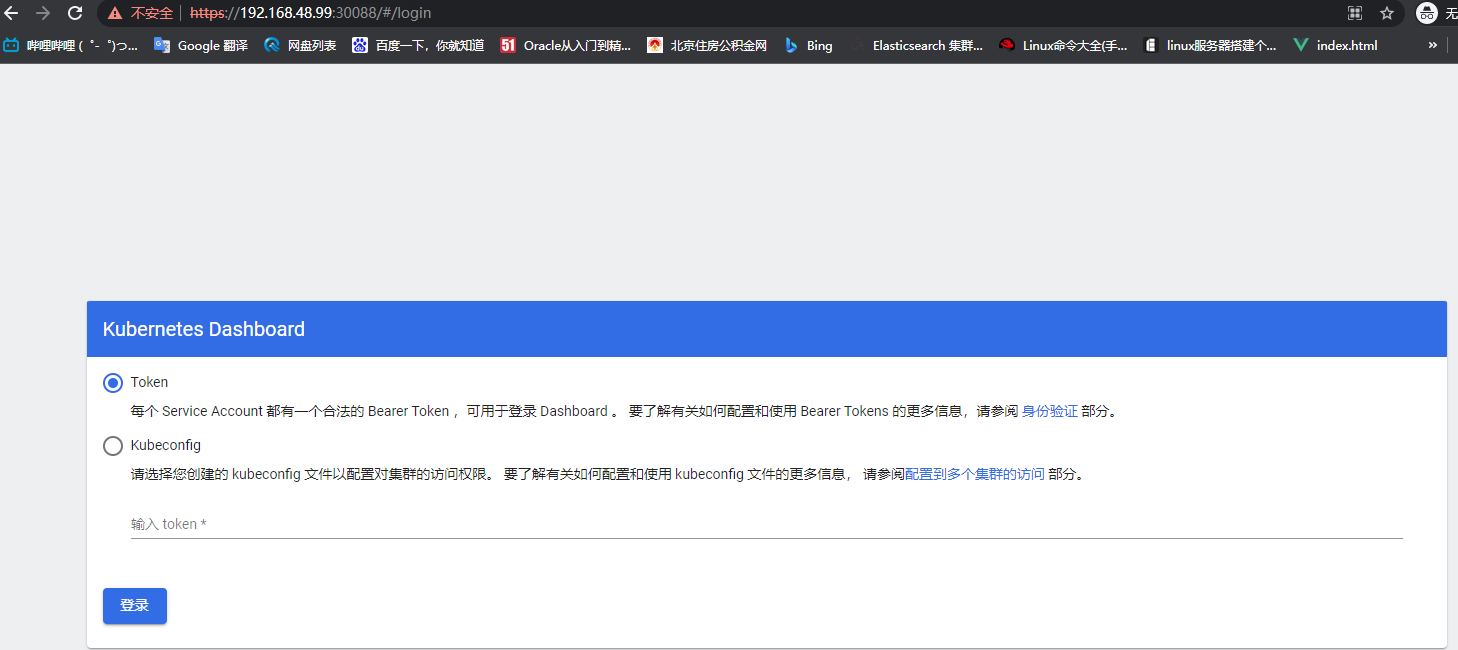 不安全 https://192.168.48.99:30088/#/login 无
哔哩哔哩 ( ゜- ゜)つ... Google 翻译 网盘列表 百度一下，你就知道 51 Oracle从入门到精... 北京住房公积金网 Bing Elasticsearch 集群... Linux命令大全(手... linux服务器搭建个... index.html »
Kubernetes Dashboard
Token
每个 Service Account 都有一个合法的 Bearer Token ，可用于登录 Dashboard 。 要了解有关如何配置和使用 Bearer Tokens 的更多信息，请参阅 身份验证 部分。
Kubeconfig
请选择您创建的 kubeconfig 文件以配置对集群的访问权限。 要了解有关如何配置和使用 kubeconfig 文件的更多信息， 请参阅配置到多个集群的访问 部分。
输入 token *
登录